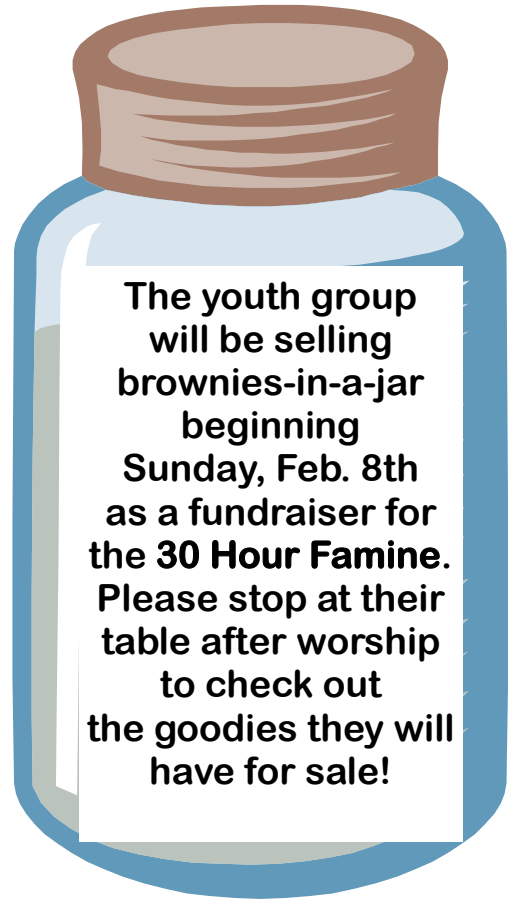 The youth group
will be selling
brownies-in-a-jar
beginning
Sunday, Feb. 8th
as a fundraiser for
the 30 Hour Famine.
Please stop at their
table after worship
to check out
the goodies they will
have for sale!